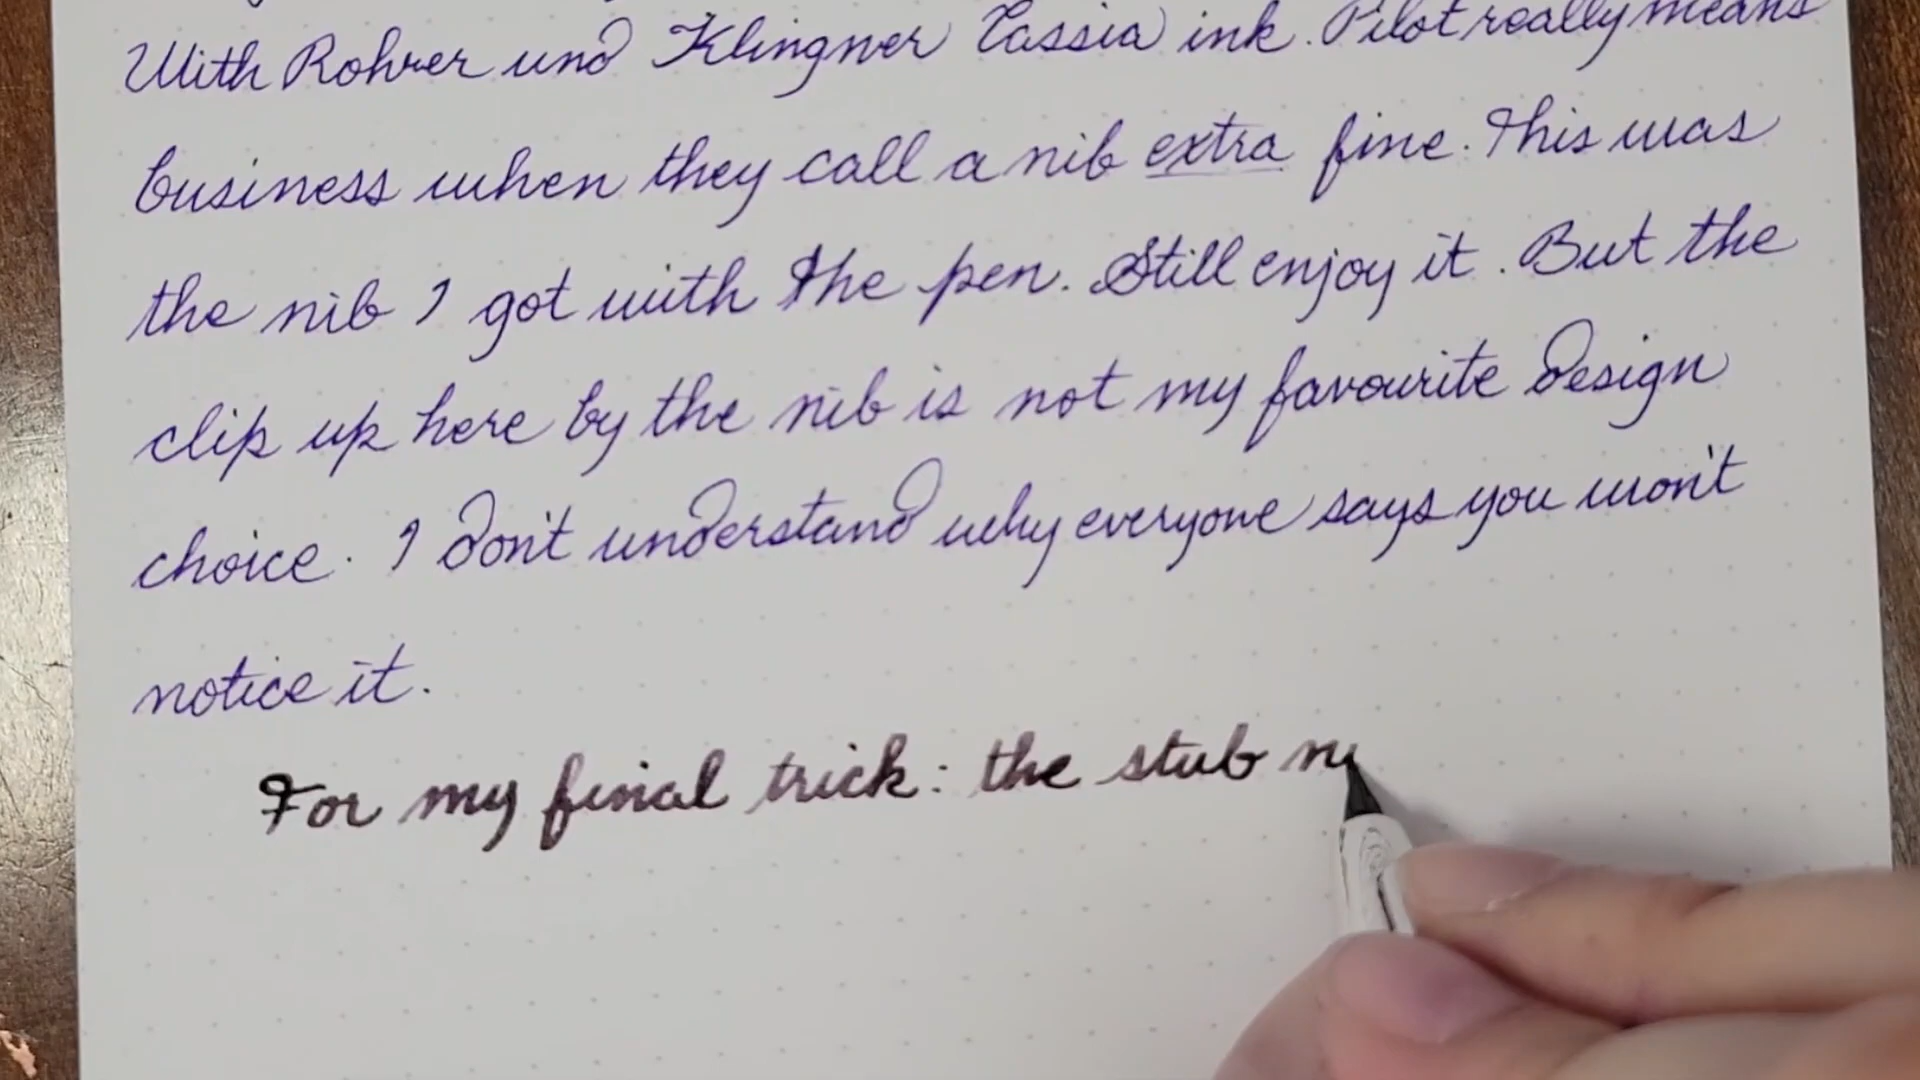 With Rohrer und Klingner Cassia ink. Pilot really means
business when they call a nib extra fine. This was
the nib I got with the pen. Still enjoy it. But the
clip up here by the nib is not my favourite design
choice. I don't understand why everyone says you won't
notice it.
For my final trick: the stub